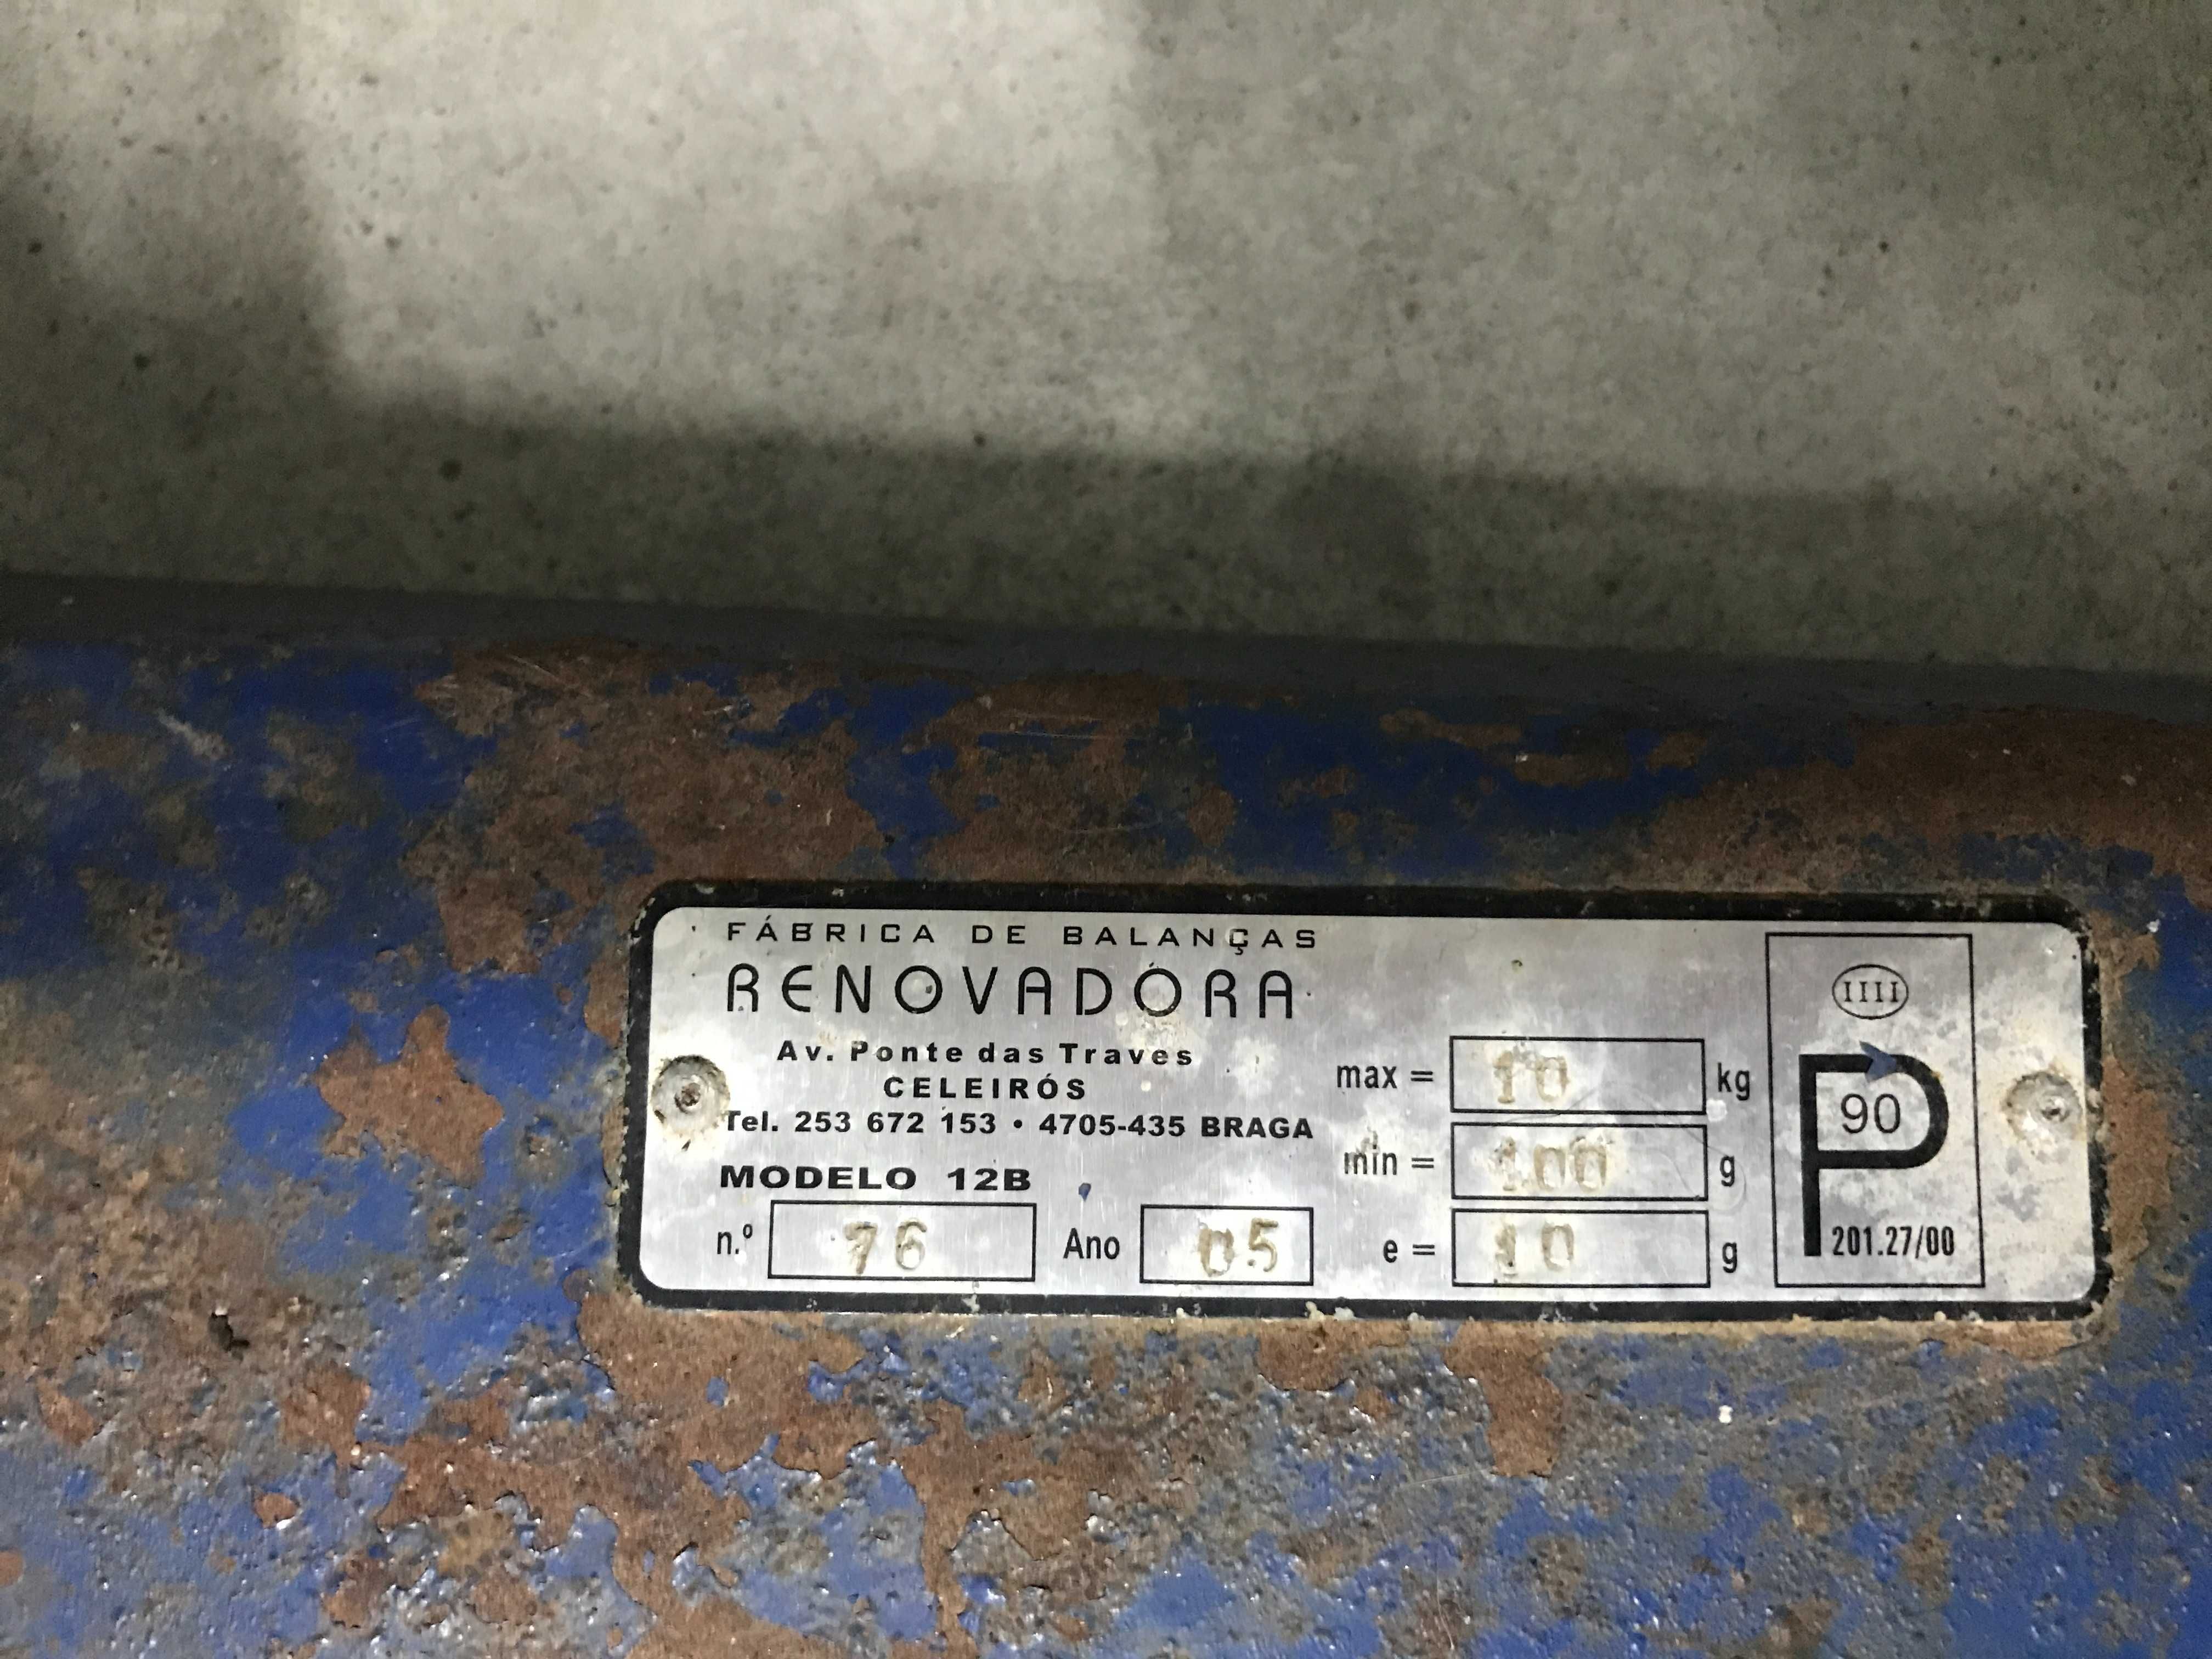 FÁBRICA DE BALANÇAS
RENOVADORA
Av. Ponte das Traves
CELEIRÓS
Tel. 253 672 153 • 4705-435 BRAGA
MODELO 12B
n.º 76 Ano 05
max = 10 kg
min = 100 g
e = 10 g
IIII
P
90
201.27/00